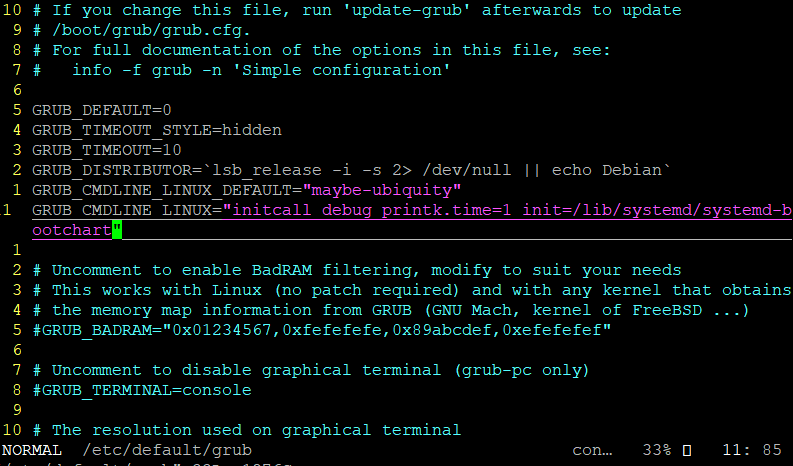 10 # If you change this file, run 'update-grub' afterwards to update
9 # /boot/grub/grub.cfg.
8 # For full documentation of the options in this file, see:
7 #   info -f grub -n 'Simple configuration'
6
5 GRUB_DEFAULT=0
4 GRUB_TIMEOUT_STYLE=hidden
3 GRUB_TIMEOUT=10
2 GRUB_DISTRIBUTOR=`lsb_release -i -s 2> /dev/null || echo Debian`
1 GRUB_CMDLINE_LINUX_DEFAULT="maybe-ubiquity"
11 GRUB_CMDLINE_LINUX="initcall_debug printk.time=1 init=/lib/systemd/systemd-b
ootchart"
1
2 # Uncomment to enable BadRAM filtering, modify to suit your needs
3 # This works with Linux (no patch required) and with any kernel that obtains
4 # the memory map information from GRUB (GNU Mach, kernel of FreeBSD ...)
5 #GRUB_BADRAM="0x01234567,0xfefefefe,0x89abcdef,0xefefefef"
6
7 # Uncomment to disable graphical terminal (grub-pc only)
8 #GRUB_TERMINAL=console
9
10 # The resolution used on graphical terminal
NORMAL  /etc/default/grub con… 33% 11: 85